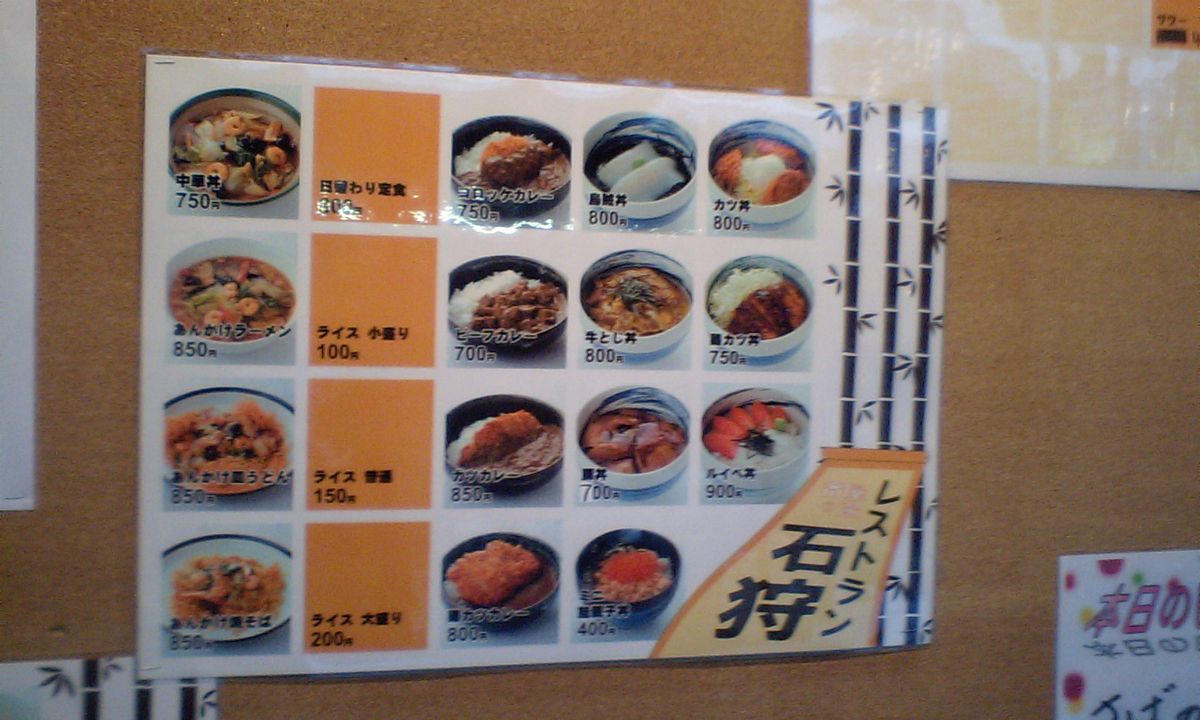 中華丼
750円
日替わり定食
コロッケカレー
750円
烏賊丼
800円
カツ丼
800円
あんかけラーメン
850円
ライス 小盛り
100円
ビーフカレー
700円
牛とじ丼
800円
鶏カツ丼
750円
あんかけ皿うどん
850円
ライス 普通
150円
カツカレー
850円
豚丼
700円
ルイベ丼
900円
あんかけ焼そば
850円
ライス 大盛り
200円
鶏カツカレー
800円
ミニ
鮭親子丼
400円
レストラン
石狩
本日の